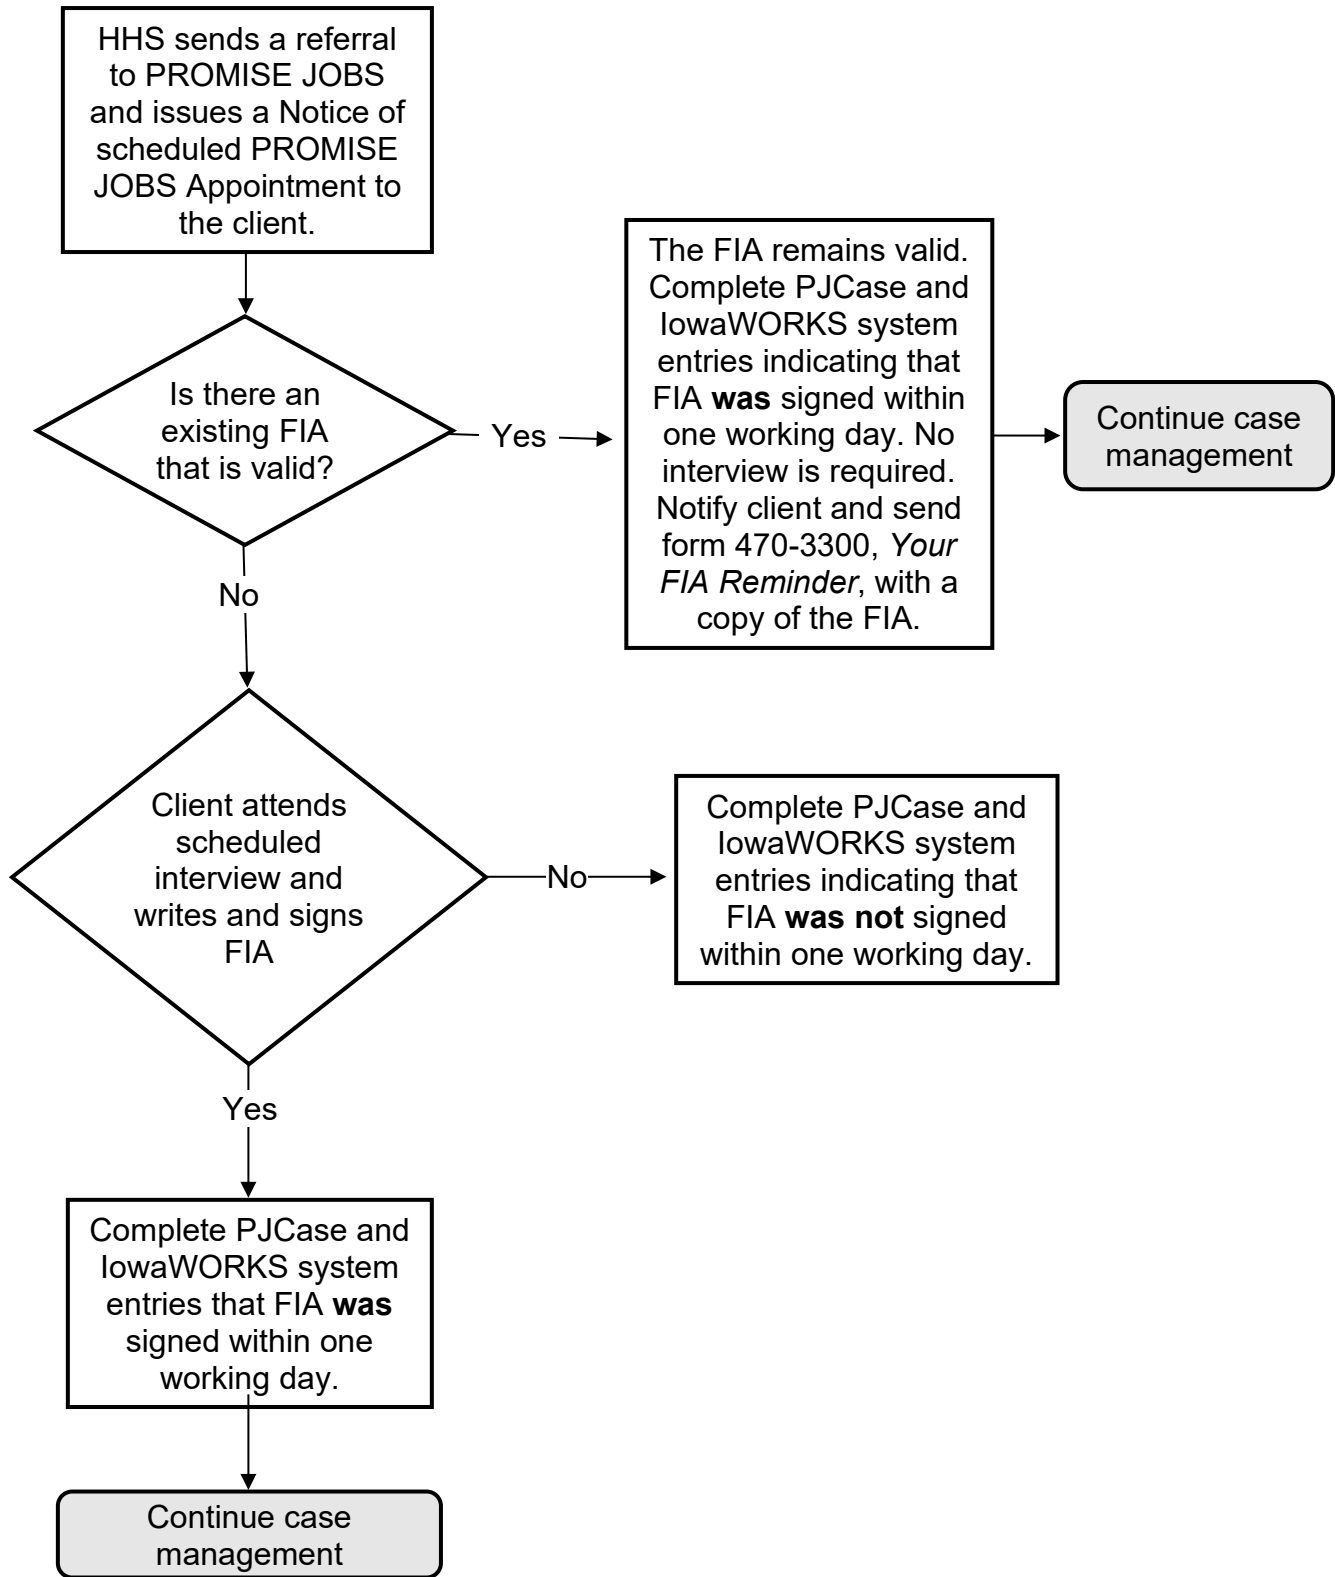 HHS sends a referral
to PROMISE JOBS
and issues a Notice of
scheduled PROMISE
JOBS Appointment to
the client.
Is there an
existing FIA
that is valid?
Yes
The FIA remains valid.
Complete PJCase and
IowaWORKS system
entries indicating that
FIA was signed within
one working day. No
interview is required.
Notify client and send
form 470-3300, Your
FIA Reminder, with a
copy of the FIA.
Continue case
management
No
Client attends
scheduled
interview and
writes and signs
FIA
No
Complete PJCase and
IowaWORKS system
entries indicating that
FIA was not signed
within one working day.
Yes
Complete PJCase and
IowaWORKS system
entries that FIA was
signed within one
working day.
Continue case
management